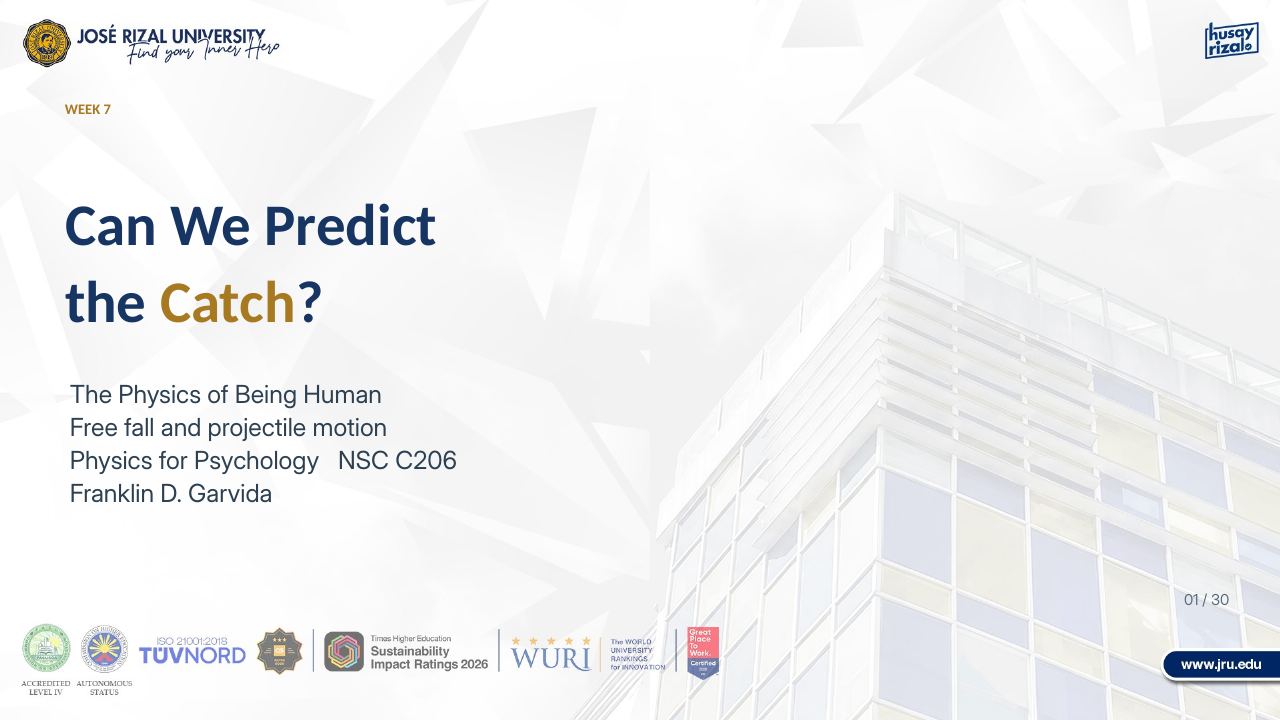 JOSÉ RIZAL UNIVERSITY
Find your Inner Hero
husay
rizal
WEEK 7
Can We Predict
the Catch?
The Physics of Being Human
Free fall and projectile motion
Physics for Psychology NSC C206
Franklin D. Garvida
01 / 30
ACCREDITED
LEVEL IV
AUTONOMOUS
STATUS
ISO 21001:2018
TÜVNORD
Times Higher Education
Sustainability
Impact Ratings 2026
WURI
The WORLD
UNIVERSITY
RANKINGS
for INNOVATION
Great
Place
To
Work.
Certified
www.jru.edu